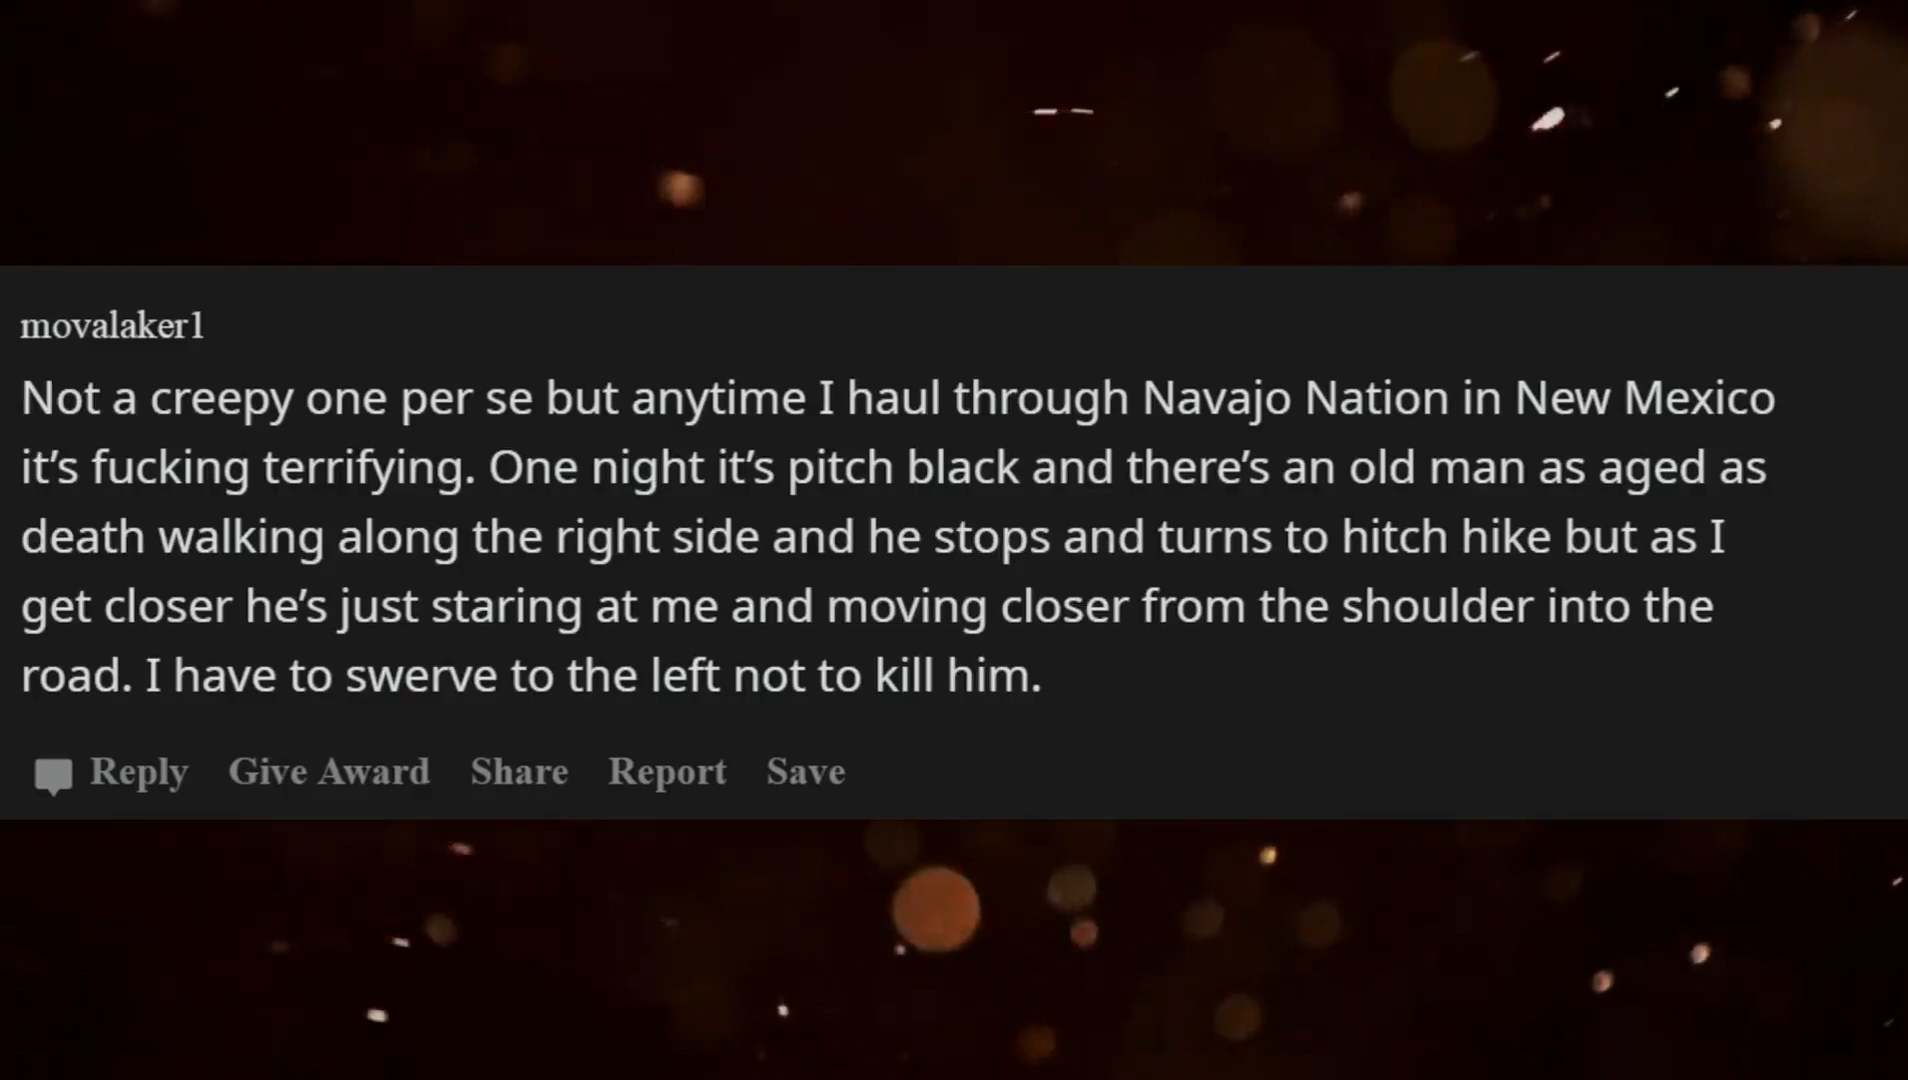 movalaker1
Not a creepy one per se but anytime I haul through Navajo Nation in New Mexico
it’s fucking terrifying. One night it’s pitch black and there’s an old man as aged as
death walking along the right side and he stops and turns to hitch hike but as I
get closer he’s just staring at me and moving closer from the shoulder into the
road. I have to swerve to the left not to kill him.
Reply Give Award Share Report Save